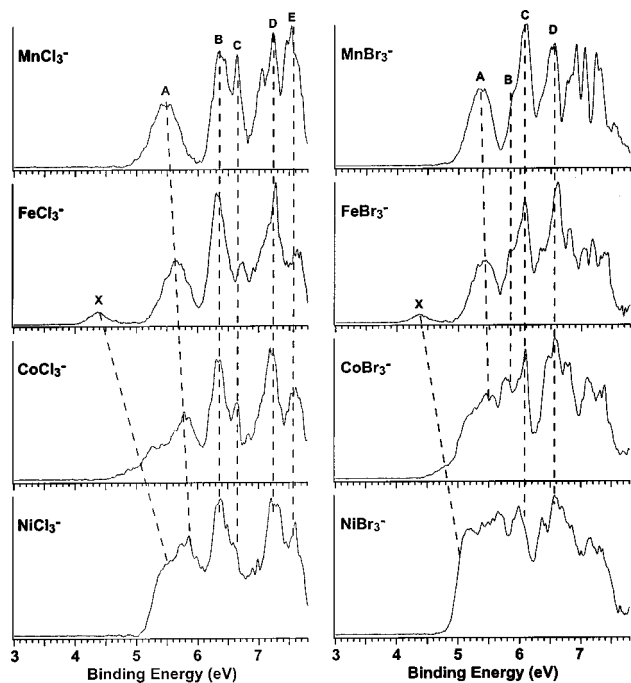 MnCl3-
A
B
C
D
E
FeCl3-
X
CoCl3-
NiCl3-
3 4 5 6 7
Binding Energy (eV)
MnBr3-
A
B
C
D
FeBr3-
X
CoBr3-
NiBr3-
3 4 5 6 7
Binding Energy (eV)